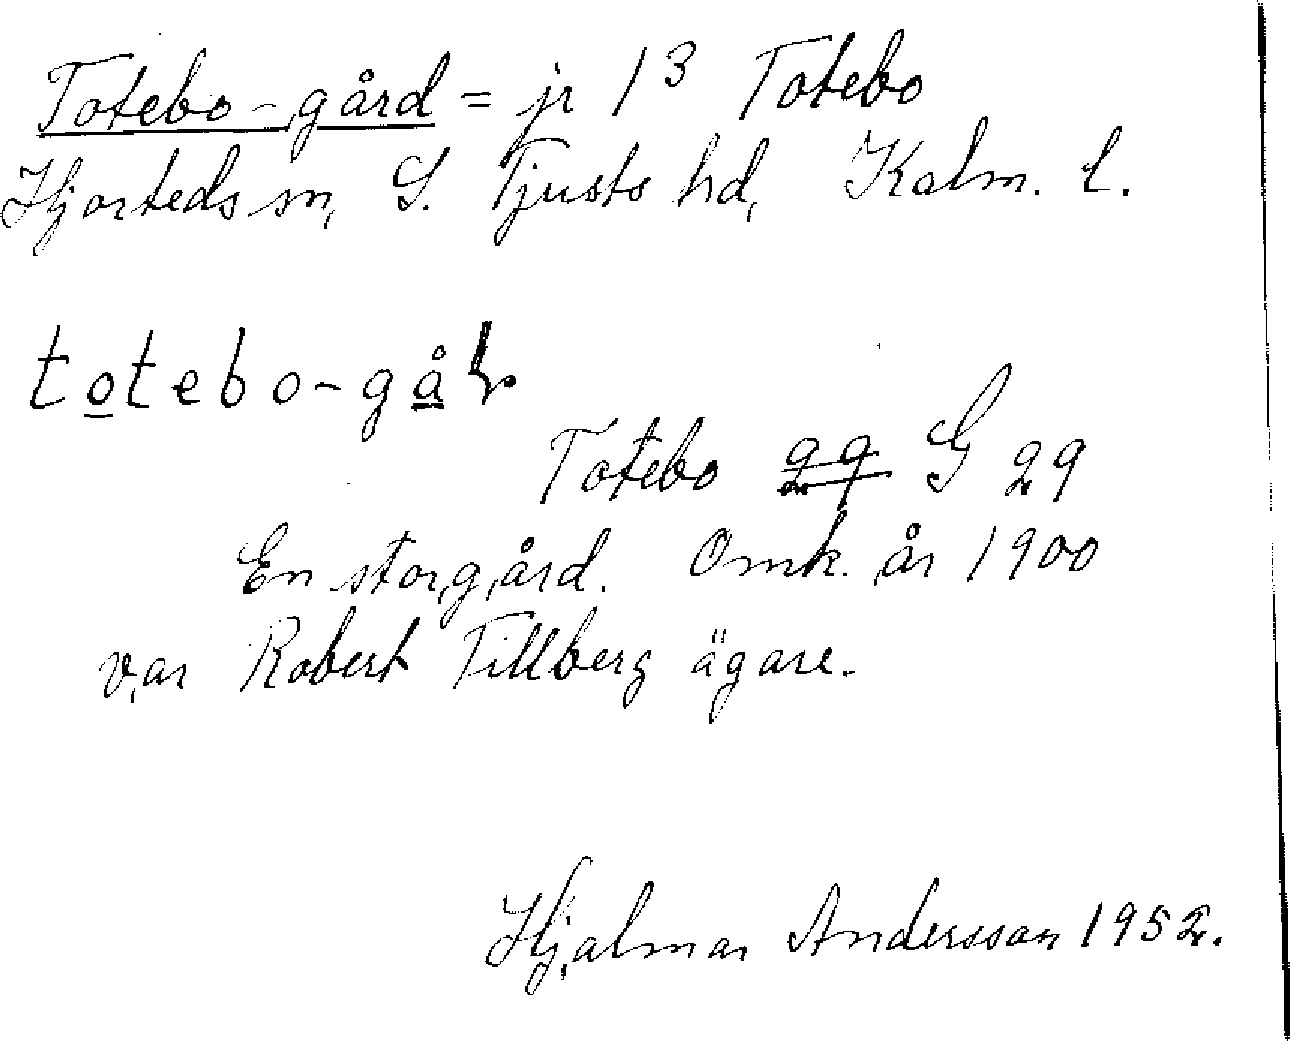 Totebo-gård = jr 1³ Totebo
Hjorteds sn, S. Tjusts hd, Kalm. l.
totebo-gå
Totebo 29 G 29
En storgård. Omk. år 1900
var Robert Tillberg ägare.
Hjalmar Andersson 1952.